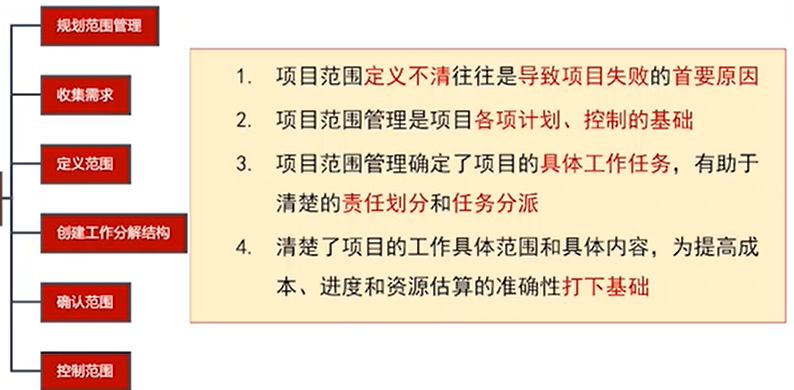 规划范围管理
收集需求
定义范围
创建工作分解结构
确认范围
控制范围
1. 项目范围定义不清往往是导致项目失败的首要原因
2. 项目范围管理是项目各项计划、控制的基础
3. 项目范围管理确定了项目的具体工作任务，有助于
清楚的责任划分和任务分派
4. 清楚了项目的工作具体范围和具体内容，为提高成
本、进度和资源估算的准确性打下基础